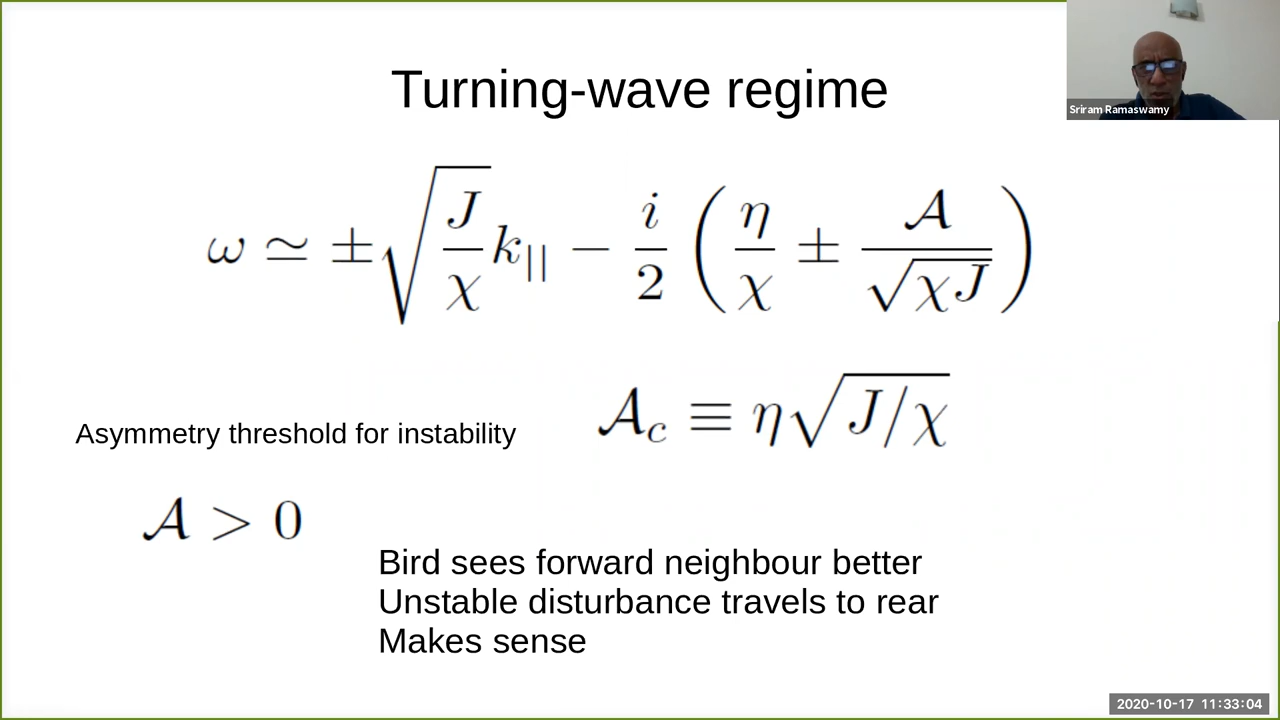 Turning-wave regime
Sriram Ramaswamy
ω ≃ ±√(J/χ) k_|| − i/2 (η/χ ± 𝒜/√(χJ))
𝒜_c ≡ η√(J/χ)
Asymmetry threshold for instability
𝒜 > 0
Bird sees forward neighbour better
Unstable disturbance travels to rear
Makes sense
2020-10-17 11:33:04